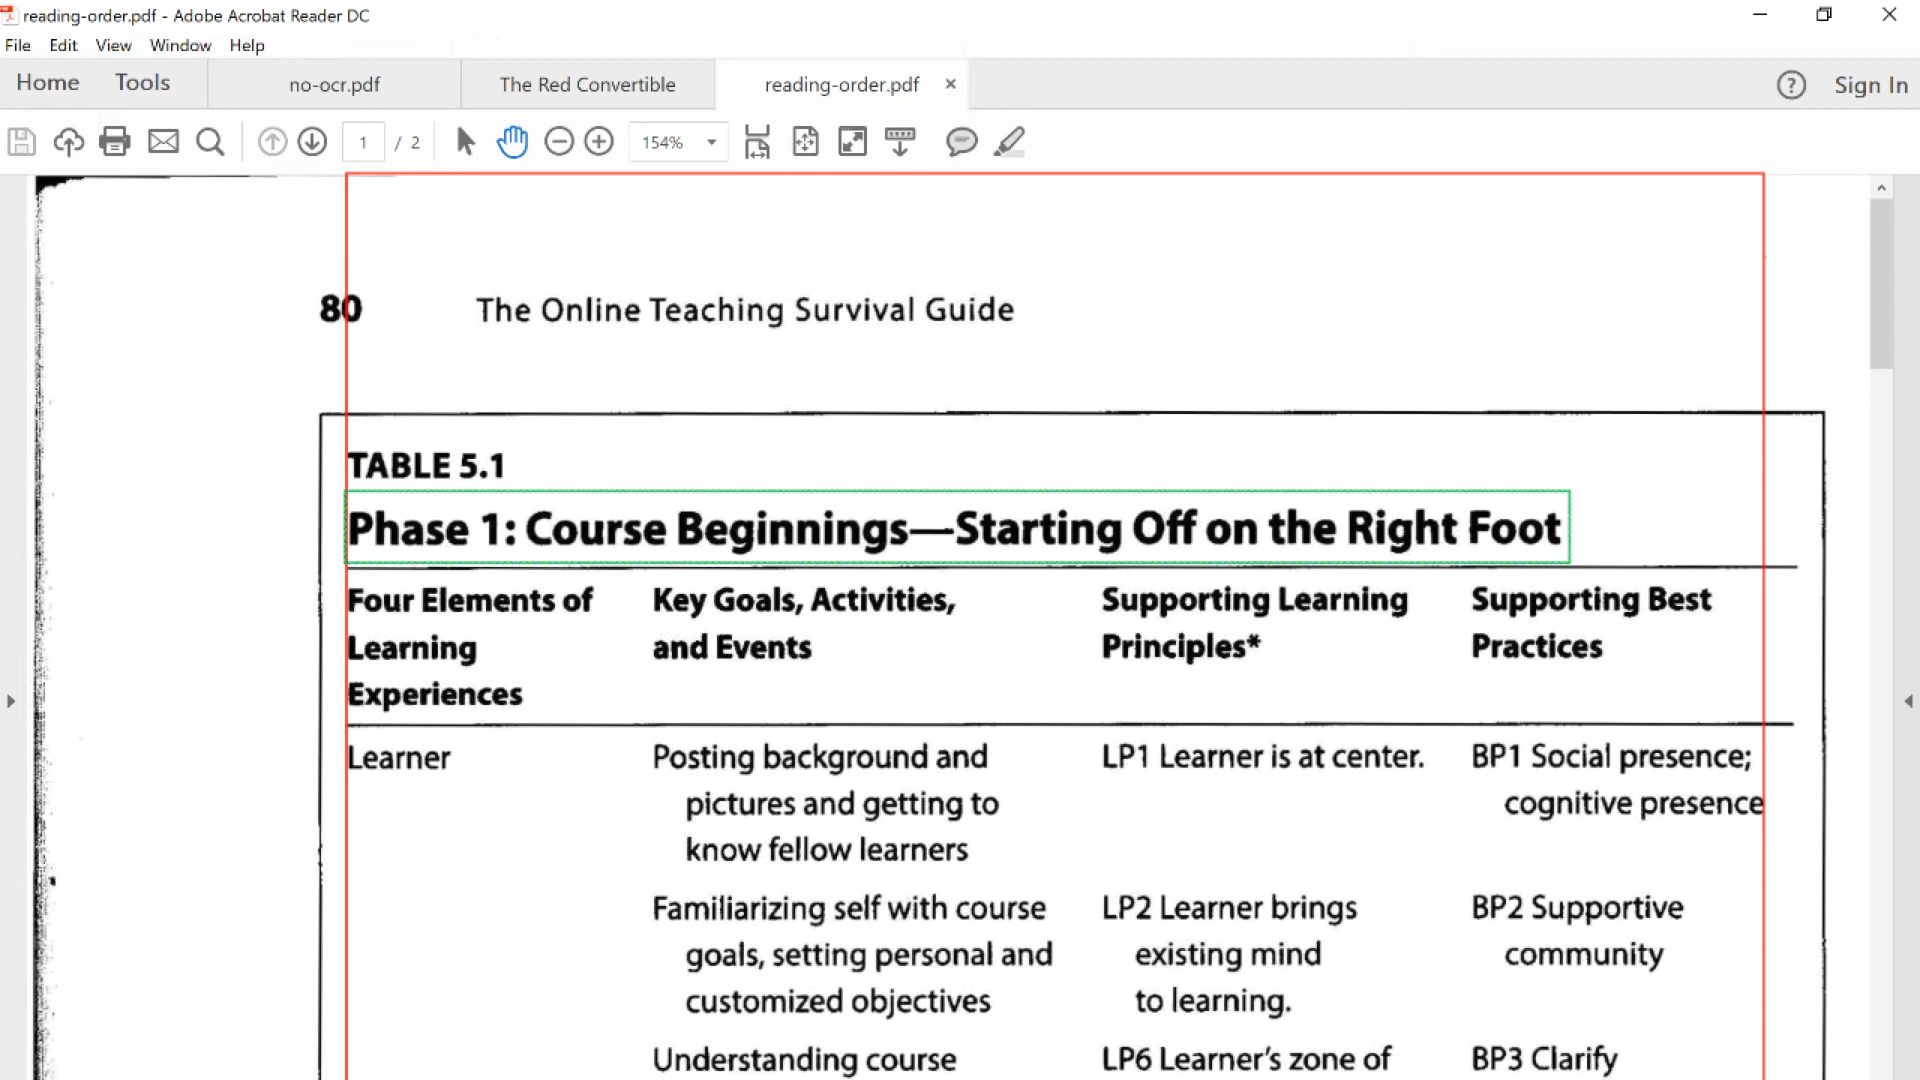 reading-order.pdf - Adobe Acrobat Reader DC
File Edit View Window Help
Home Tools no-ocr.pdf The Red Convertible reading-order.pdf × ? Sign In
1 / 2 154%
80 The Online Teaching Survival Guide
TABLE 5.1
Phase 1: Course Beginnings—Starting Off on the Right Foot
Four Elements of
Learning
Experiences
Key Goals, Activities,
and Events
Supporting Learning
Principles*
Supporting Best
Practices
Learner
Posting background and
pictures and getting to
know fellow learners
LP1 Learner is at center.
BP1 Social presence;
cognitive presence
Familiarizing self with course
goals, setting personal and
customized objectives
LP2 Learner brings
existing mind
to learning.
BP2 Supportive
community
Understanding course
LP6 Learner's zone of
BP3 Clarify